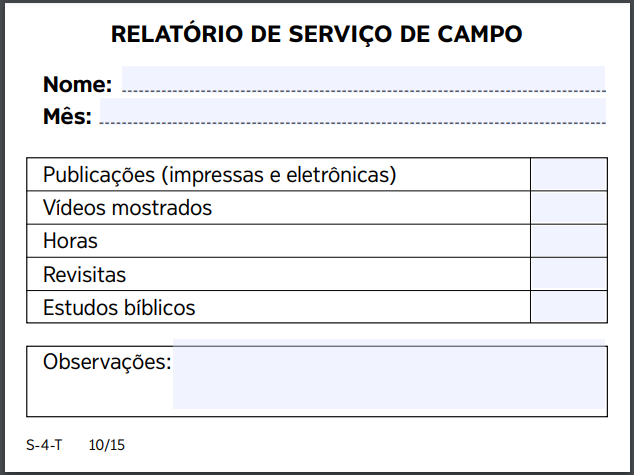 RELATÓRIO DE SERVIÇO DE CAMPO
Nome:
Mês:
Publicações (impressas e eletrônicas)
Vídeos mostrados
Horas
Revisitas
Estudos bíblicos
Observações:
S-4-T 10/15